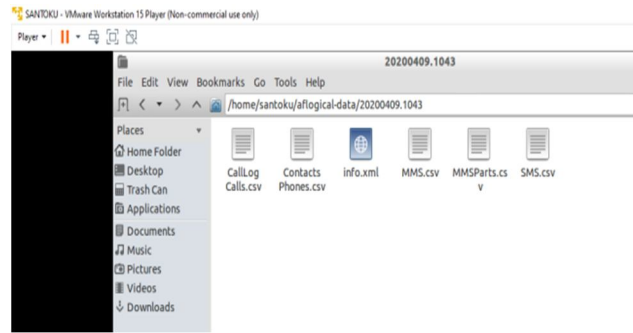 SANTOKU - VMware Workstation 15 Player (Non-commercial use only)
Player
20200409.1043
File Edit View Bookmarks Go Tools Help
/home/santoku/aflogical-data/20200409.1043
Places
Home Folder
Desktop
Trash Can
Applications
Documents
Music
Pictures
Videos
Downloads
CallLog
Calls.csv
Contacts
Phones.csv
info.xml
MMS.csv
MMSParts.cs
v
SMS.csv